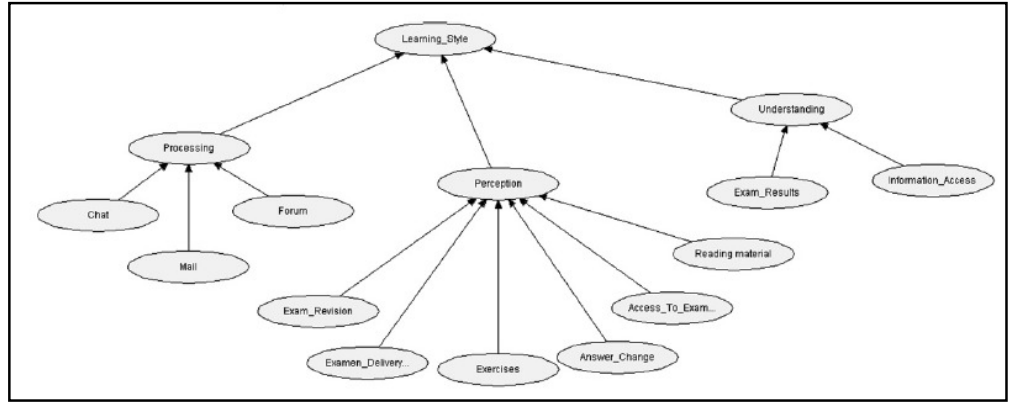 Learning_Style
Understanding
Processing
Perception
Information_Access
Exam_Results
Chat
Forum
Mail
Reading material
Exam_Revision
Access_To_Exam...
Examen_Delivery...
Answer_Change
Exercises